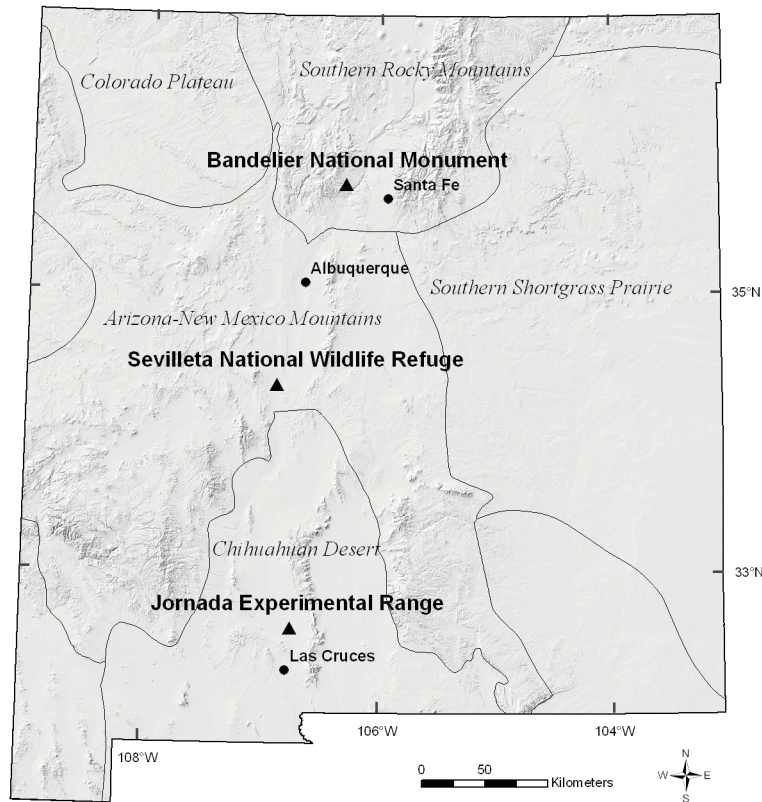 Colorado Plateau
Southern Rocky Mountains
Bandelier National Monument
Santa Fe
Albuquerque
Southern Shortgrass Prairie
35°N
Arizona-New Mexico Mountains
Sevilleta National Wildlife Refuge
Chihuahuan Desert
33°N
Jornada Experimental Range
Las Cruces
108°W
106°W
104°W
N
W
E
S
0
50
Kilometers